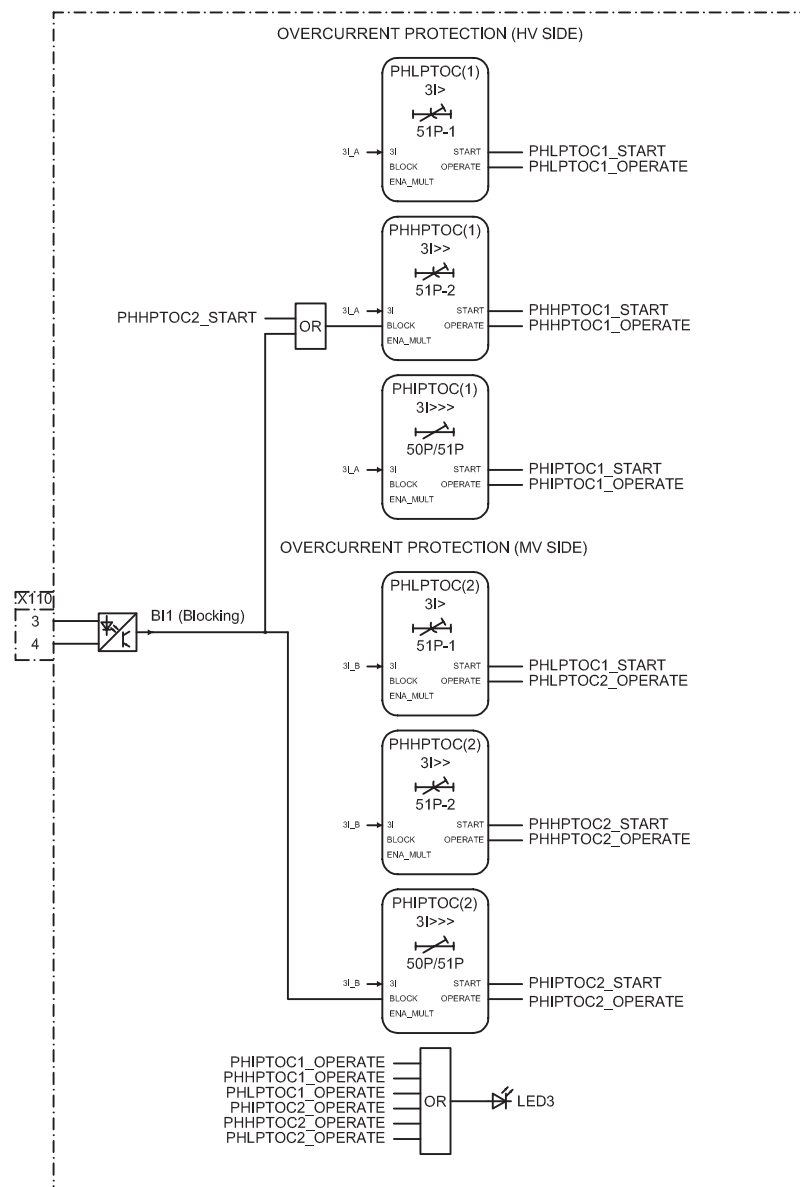 OVERCURRENT PROTECTION (HV SIDE)
PHLPTOC(1)
3I>
51P-1
3I_A
3I
START
PHLPTOC1_START
BLOCK
OPERATE
PHLPTOC1_OPERATE
ENA_MULT
PHHPTOC(1)
3I>>
51P-2
3I_A
3I
START
PHHPTOC1_START
PHHPTOC2_START
OR
BLOCK
OPERATE
PHHPTOC1_OPERATE
ENA_MULT
PHIPTOC(1)
3I>>>
50P/51P
3I_A
3I
START
PHIPTOC1_START
BLOCK
OPERATE
PHIPTOC1_OPERATE
ENA_MULT
OVERCURRENT PROTECTION (MV SIDE)
X110
3
4
BI1 (Blocking)
PHLPTOC(2)
3I>
51P-1
3I_B
3I
START
PHLPTOC1_START
BLOCK
OPERATE
PHLPTOC2_OPERATE
ENA_MULT
PHHPTOC(2)
3I>>
51P-2
3I_B
3I
START
PHHPTOC2_START
BLOCK
OPERATE
PHHPTOC2_OPERATE
ENA_MULT
PHIPTOC(2)
3I>>>
50P/51P
3I_B
3I
START
PHIPTOC2_START
BLOCK
OPERATE
PHIPTOC2_OPERATE
ENA_MULT
PHIPTOC1_OPERATE
PHHPTOC1_OPERATE
PHLPTOC1_OPERATE
PHIPTOC2_OPERATE
PHHPTOC2_OPERATE
PHLPTOC2_OPERATE
OR
LED3